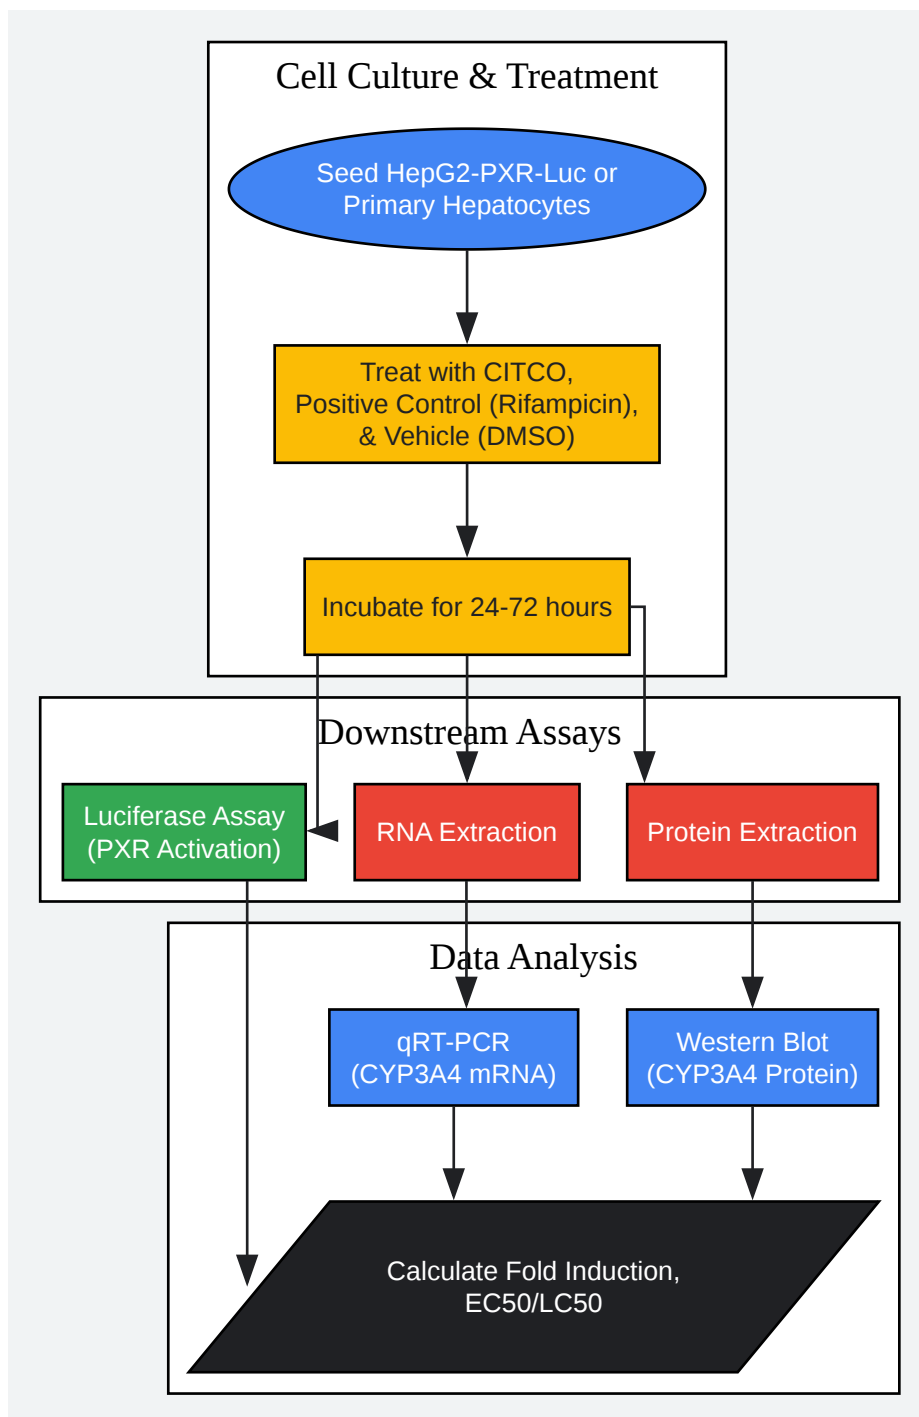 Cell Culture & Treatment
Seed HepG2-PXR-Luc or
Primary Hepatocytes
Treat with CITCO,
Positive Control (Rifampicin),
& Vehicle (DMSO)
Incubate for 24-72 hours
Downstream Assays
Luciferase Assay
(PXR Activation)
RNA Extraction
Protein Extraction
Data Analysis
qRT-PCR
(CYP3A4 mRNA)
Western Blot
(CYP3A4 Protein)
Calculate Fold Induction,
EC50/LC50